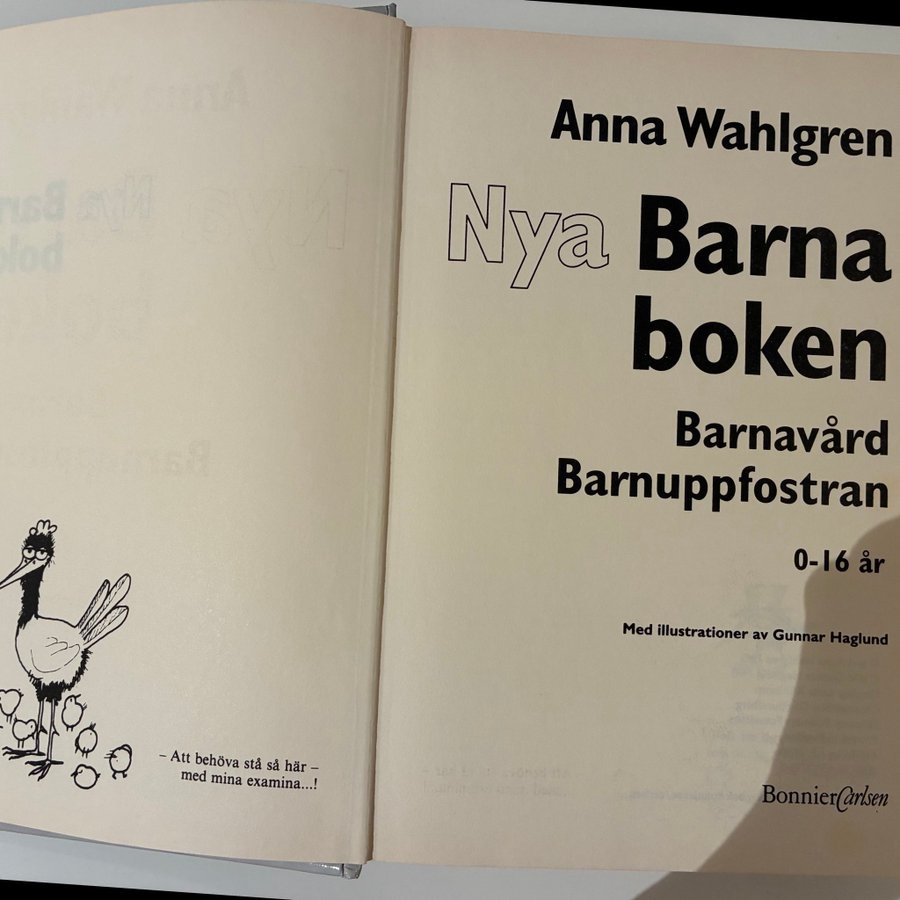 – Att behöva stå så här –
med mina examina...!
Anna Wahlgren
Nya Barna
boken
Barnavård
Barnuppfostran
0-16 år
Med illustrationer av Gunnar Haglund
BonnierCarlsen